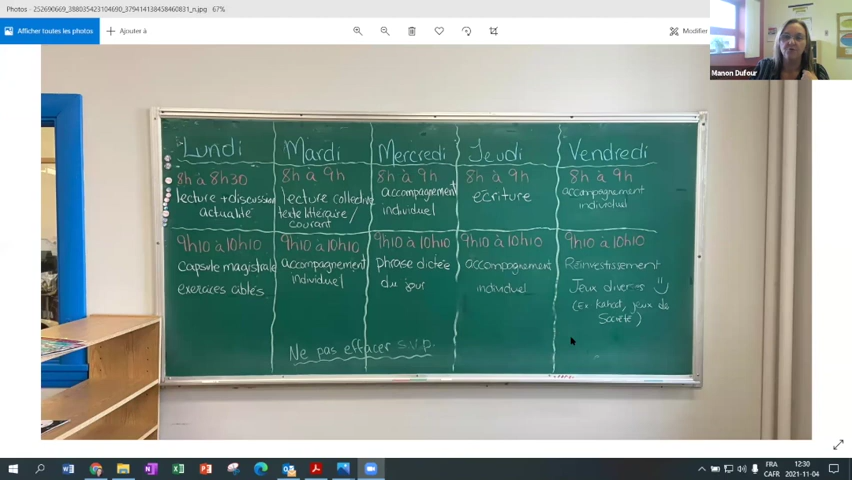 Photos - 252690669_388035423104690_3794141384584608​31_n.jpg 67%
Afficher toutes les photos
Ajouter à
Modifier
Manon Dufour
Lundi
8h à 8h30
lecture + discussion
actualité
9h10 à 10h10
capsule magistrale
exercices ciblés
Mardi
8h à 9h
lecture collective
texte littéraire /
courant
9h10 à 10h10
accompagnement
individuel
Mercredi
8h à 9h
accompagnement
individuel
9h10 à 10h10
phrase dictée
du jour
Jeudi
8h à 9h
écriture
9h10 à 10h10
accompagnement
individuel
Vendredi
8h à 9h
accompagnement
individuel
9h10 à 10h10
Réinvestissement
Jeux divers
(Ex Kahoot, jeux de
Société)
Ne pas effacer s.v.p.
FRA
CAFR
12:30
2021-11-04